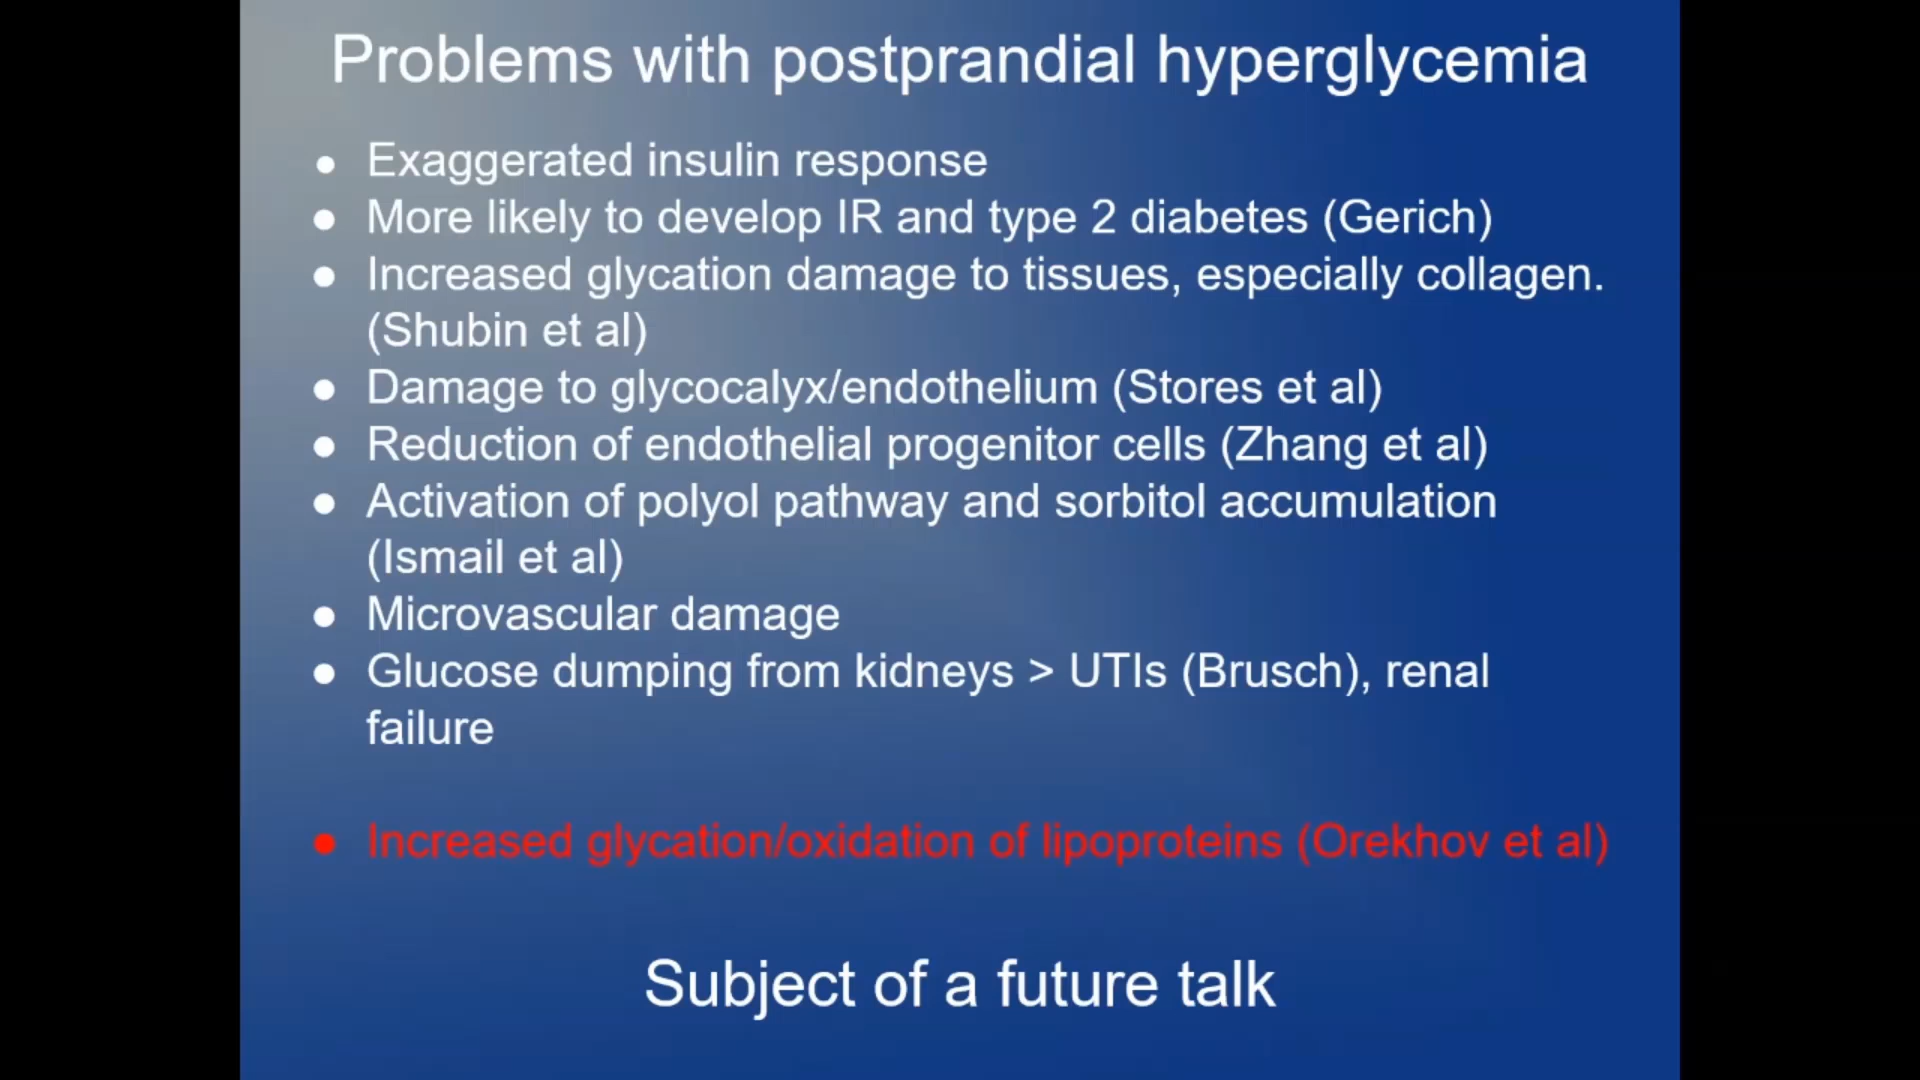 Problems with postprandial hyperglycemia
● Exaggerated insulin response
● More likely to develop IR and type 2 diabetes (Gerich)
● Increased glycation damage to tissues, especially collagen.
(Shubin et al)
● Damage to glycocalyx/endothelium (Stores et al)
● Reduction of endothelial progenitor cells (Zhang et al)
● Activation of polyol pathway and sorbitol accumulation
(Ismail et al)
● Microvascular damage
● Glucose dumping from kidneys > UTIs (Brusch), renal
failure
● Increased glycation/oxidation of lipoproteins (Orekhov et al)
Subject of a future talk